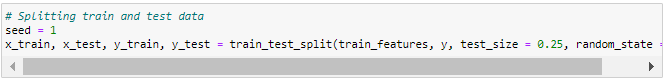 # Splitting train and test data
seed = 1
x_train, x_test, y_train, y_test = train_test_split(train_features, y, test_size = 0.25, random_state =